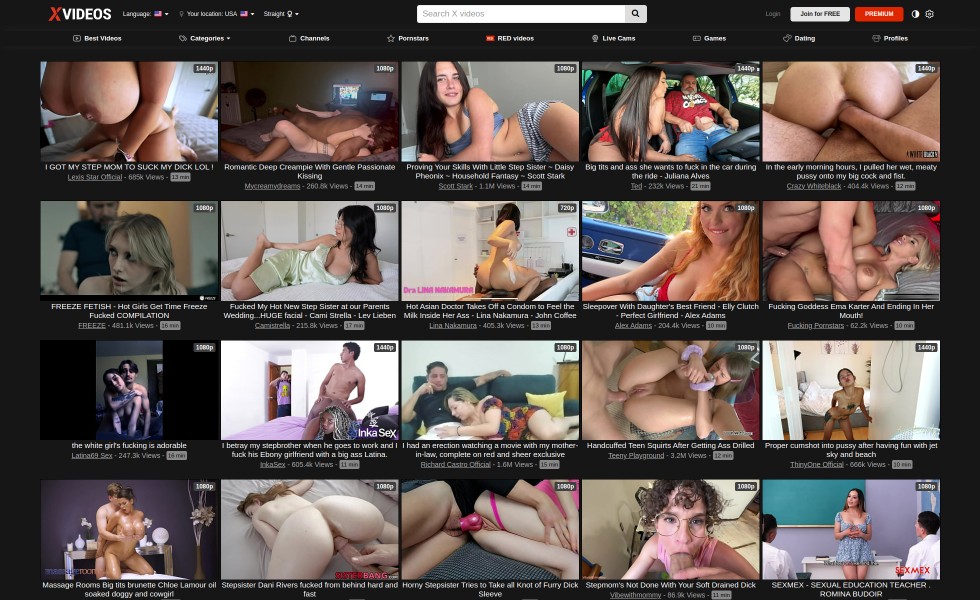 XVIDEOS
Language:
Your location: USA
Straight
Search X videos
Login
Join for FREE
PREMIUM
Best Videos
Categories
Channels
Pornstars
RED videos
Live Cams
Games
Dating
Profiles
1440p
1080p
1080p
1440p
1440p
I GOT MY STEP MOM TO SUCK MY DICK LOL !
Lexis Star Official - 685k Views - 13 min
Romantic Deep Creampie With Gentle Passionate
Kissing
Mycreamydreams - 260.8k Views - 14 min
Proving Your Skills With Little Step Sister ~ Daisy
Pheonix ~ Household Fantasy ~ Scott Stark
Scott Stark - 1.1M Views - 14 min
Big tits and ass she wants to fuck in the car during
the ride - Juliana Alves
Ted - 232k Views - 21 min
In the early morning hours, I pulled her wet, meaty
pussy onto my big cock and fist.
Crazy Whiteblack - 404.4k Views - 12 min
1080p
1080p
720p
1080p
1080p
Dra LINA NAKAMURA
FREEZE FETISH - Hot Girls Get Time Freeze
Fucked COMPILATION
FREEZE - 481.1k Views - 16 min
Fucked My Hot New Step Sister at our Parents
Wedding...HUGE facial - Cami Strella - Lev Lieben
Camistrella - 215.8k Views - 17 min
Hot Asian Doctor Takes Off a Condom to Feel the
Milk Inside Her Ass - Lina Nakamura - John Coffee
Lina Nakamura - 405.3k Views - 13 min
Sleepover With Daughter's Best Friend - Elly Clutch
- Perfect Girlfriend - Alex Adams
Alex Adams - 204.4k Views - 10 min
Fucking Goddess Ema Karter And Ending In Her
Mouth!
Fucking Pornstars - 62.2k Views - 10 min
1080p
1440p
1080p
1080p
1440p
InkaSex
the white girl's fucking is adorable
Latina69 Sex - 247.3k Views - 16 min
I betray my stepbrother when he goes to work and I
fuck his Ebony girlfriend with a big ass Latina.
InkaSex - 605.4k Views - 11 min
I had an erection watching a movie with my mother-
in-law, complete on red and sheer exclusive
Richard Castro Official - 1.6M Views - 15 min
Handcuffed Teen Squirts After Getting Ass Drilled
Teeny Playground - 3.2M Views - 12 min
Proper cumshot into pussy after having fun with jet
sky and beach
ThinyOne Official - 666k Views - 10 min
1080p
1080p
1080p
1080p
1080p
SEXMEX
Massage Rooms Big tits brunette Chloe Lamour oil
soaked doggy and cowgirl
Stepsister Dani Rivers fucked from behind hard and
fast
Horny Stepsister Tries to Take all Knot of Furry Dick
Sleeve
Stepmom's Not Done With Your Soft Drained Dick
Vibewithmommy - 86.9k Views - 11 min
SEXMEX - SEXUAL EDUCATION TEACHER .
ROMINA BUDOIR